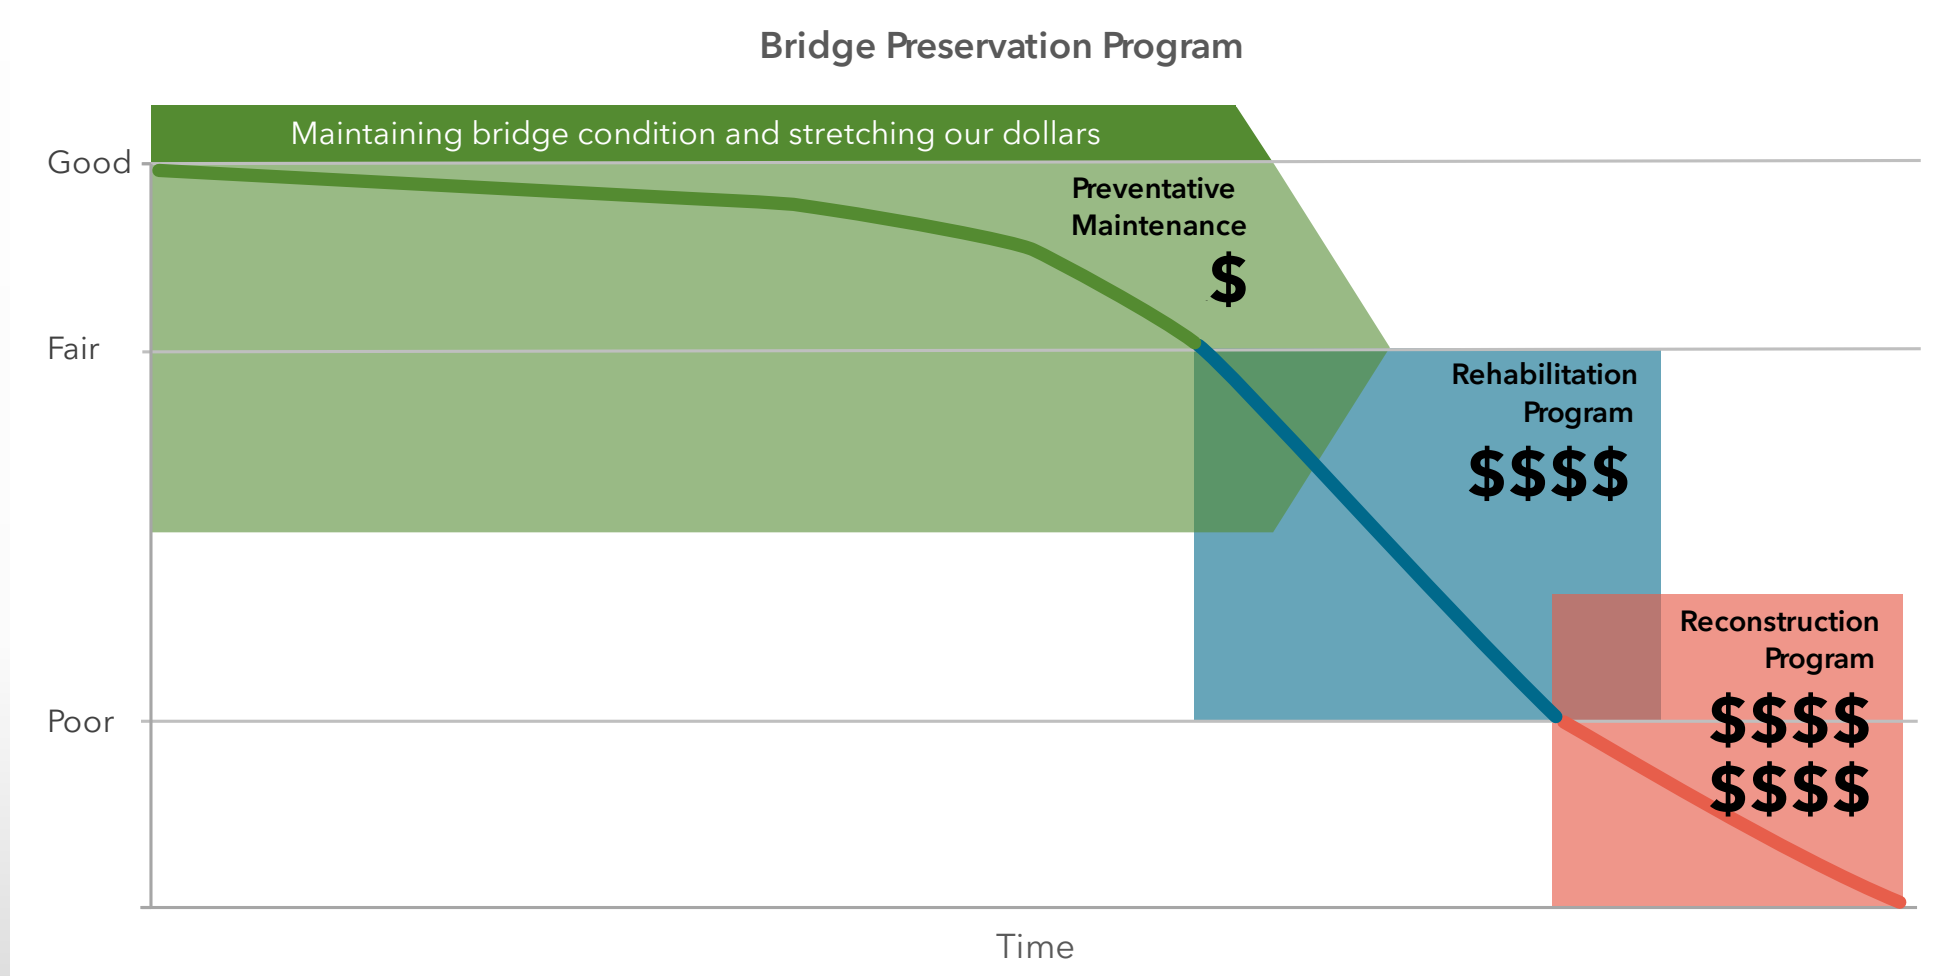 Bridge Preservation Program
Maintaining bridge condition and stretching our dollars
Good
Preventative
Maintenance
$
Fair
Rehabilitation
Program
$$$$
Reconstruction
Program
Poor
$$$$
$$$$
Time